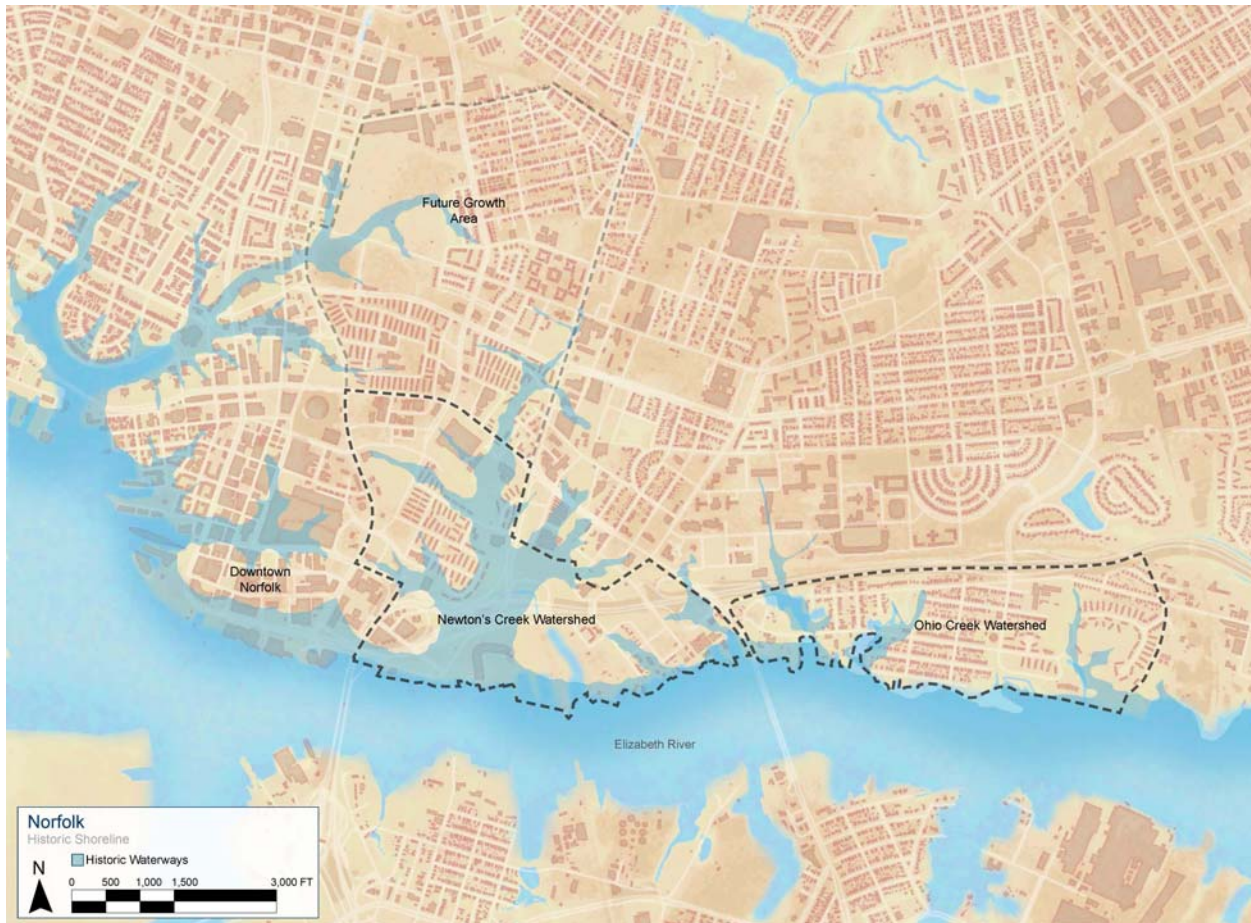 Future Growth
Area
Downtown
Norfolk
Newton's Creek Watershed
Ohio Creek Watershed
Elizabeth River
Norfolk
Historic Shoreline
Historic Waterways
N
0 500 1,000 1,500 3,000 FT